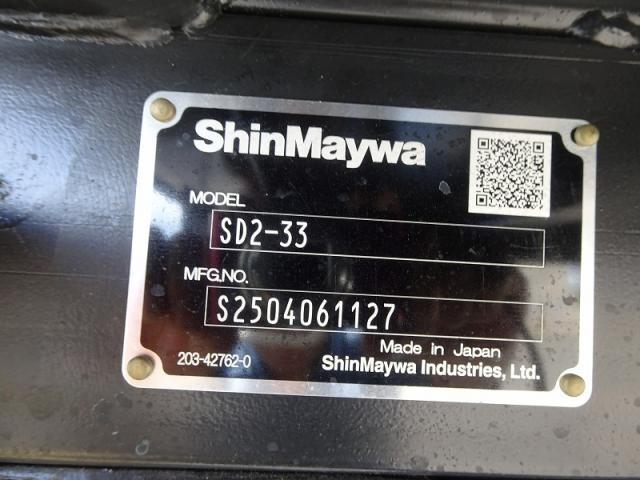 ShinMaywa
MODEL
SD2-33
MFG.NO.
S2504061127
Made in Japan
203-42762-0
ShinMaywa Industries, Ltd.